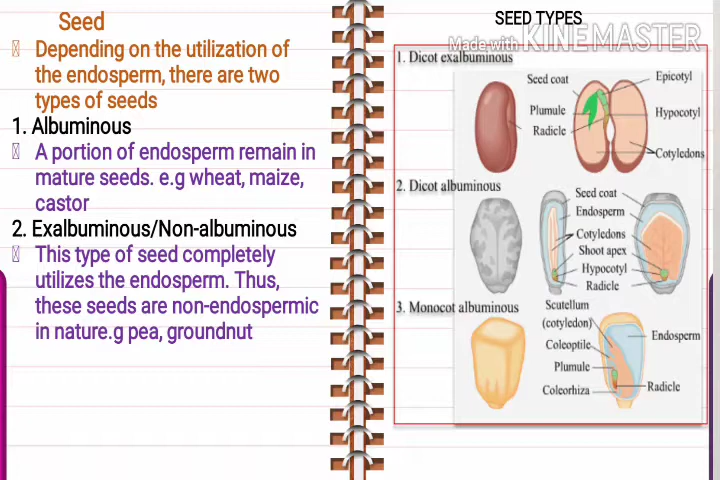 Seed
Depending on the utilization of
the endosperm, there are two
types of seeds
1. Albuminous
A portion of endosperm remain in
mature seeds. e.g wheat, maize,
castor
2. Exalbuminous/Non-albuminous
This type of seed completely
utilizes the endosperm. Thus,
these seeds are non-endospermic
in nature.g pea, groundnut
SEED TYPES
Made with KINEMASTER
1. Dicot exalbuminous
Seed coat
Epicotyl
Plumule
Hypocotyl
Radicle
Cotyledons
2. Dicot albuminous
Seed coat
Endosperm
Cotyledons
Shoot apex
Hypocotyl
Radicle
3. Monocot albuminous
Scutellum
(cotyledon)
Endosperm
Coleoptile
Plumule
Radicle
Coleorhiza